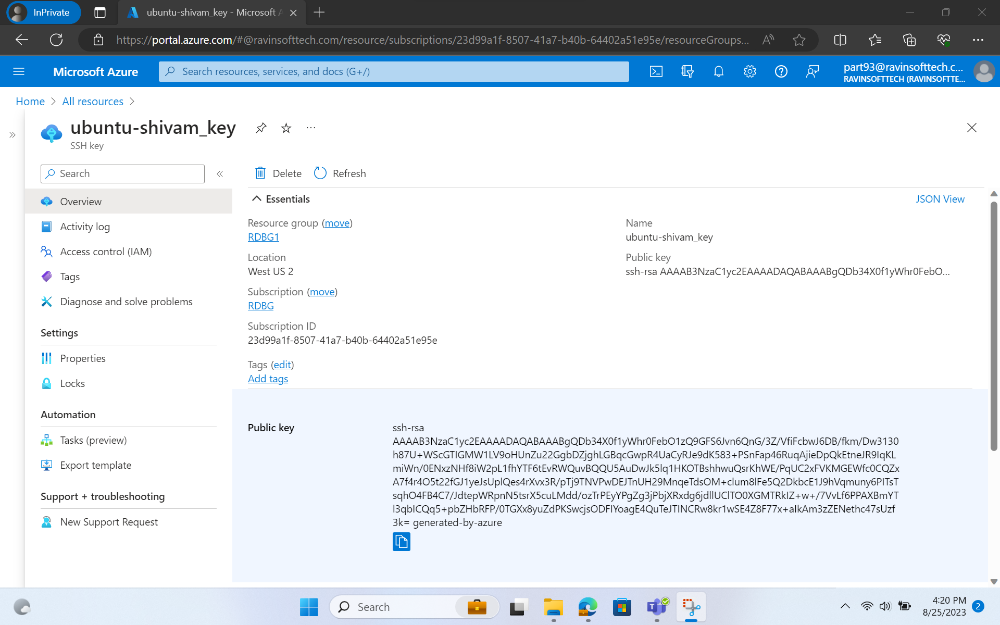 InPrivate
ubuntu-shivam_key - Microsoft A
https://portal.azure.com/#@ravinsofttech.com/resource/subscriptions/23d99a1f-8507-41a7-b40b-64402a51e95e/resourceGroups...
Microsoft Azure
Search resources, services, and docs (G+/)
part93@ravinsofttech.c...
RAVINSOFTTECH (RAVINSOFTTE...
Home > All resources >
ubuntu-shivam_key
SSH key
Search
Delete
Refresh
Overview
Activity log
Access control (IAM)
Tags
Diagnose and solve problems
Settings
Properties
Locks
Automation
Tasks (preview)
Export template
Support + troubleshooting
New Support Request
Essentials
JSON View
Resource group (move)
RDBG1
Location
West US 2
Subscription (move)
RDBG
Subscription ID
23d99a1f-8507-41a7-b40b-64402a51e95e
Tags (edit)
Add tags
Name
ubuntu-shivam_key
Public key
ssh-rsa AAAAB3NzaC1yc2EAAAADAQABAAABgQDb34X0f1yWhr0FebO...
Public key
ssh-rsa
AAAAB3NzaC1yc2EAAAADAQABAAABgQDb34X0f1yWhr0FebO1zQ9GFS6Jvn6QnG/3Z/VfiFcbwJ6DB/fkm/Dw3130
h87U+WScGTIGMW1LV9oHUnZu22GgbDZjghLGBqcGwpR4UaCyRJe9dK583+PSnFap46RuqAjieDpQkEtneJR9IqKL
miWn/0ENxzNHf8iW2pL1fhYTF6tEvRWQuvBQQU5AuDwJk5lq1HKOTBshhwuQsrKhWE/PqUC2xFVKMGEWfc0CQZx
A7f4r4O5t22fGJ1yeJsUplQes4rXvx3R/pTj9TNVPwDEJTnUH29MnqeTdsOM+clum8lFe5Q2DkbcE1J9hVqmuny6PITsT
sqhO4FB4C7/JdtepWRpnN5tsrX5cuLMdd/ozTrPEyYPgZg3jPbjXRxdg6jdllUClTO0XGMTRkIZ+w+/7VvLf6PPAXBmYT
l3qbICQq5+pbZHbRFP/0TGXx8yuZdPKSwcjsODFIYoagE4QuTeJTINCRw8kr1wSE4Z8F77x+aIkAm3zZENethc47sUzf
3k= generated-by-azure
Search
4:20 PM
8/25/2023
2